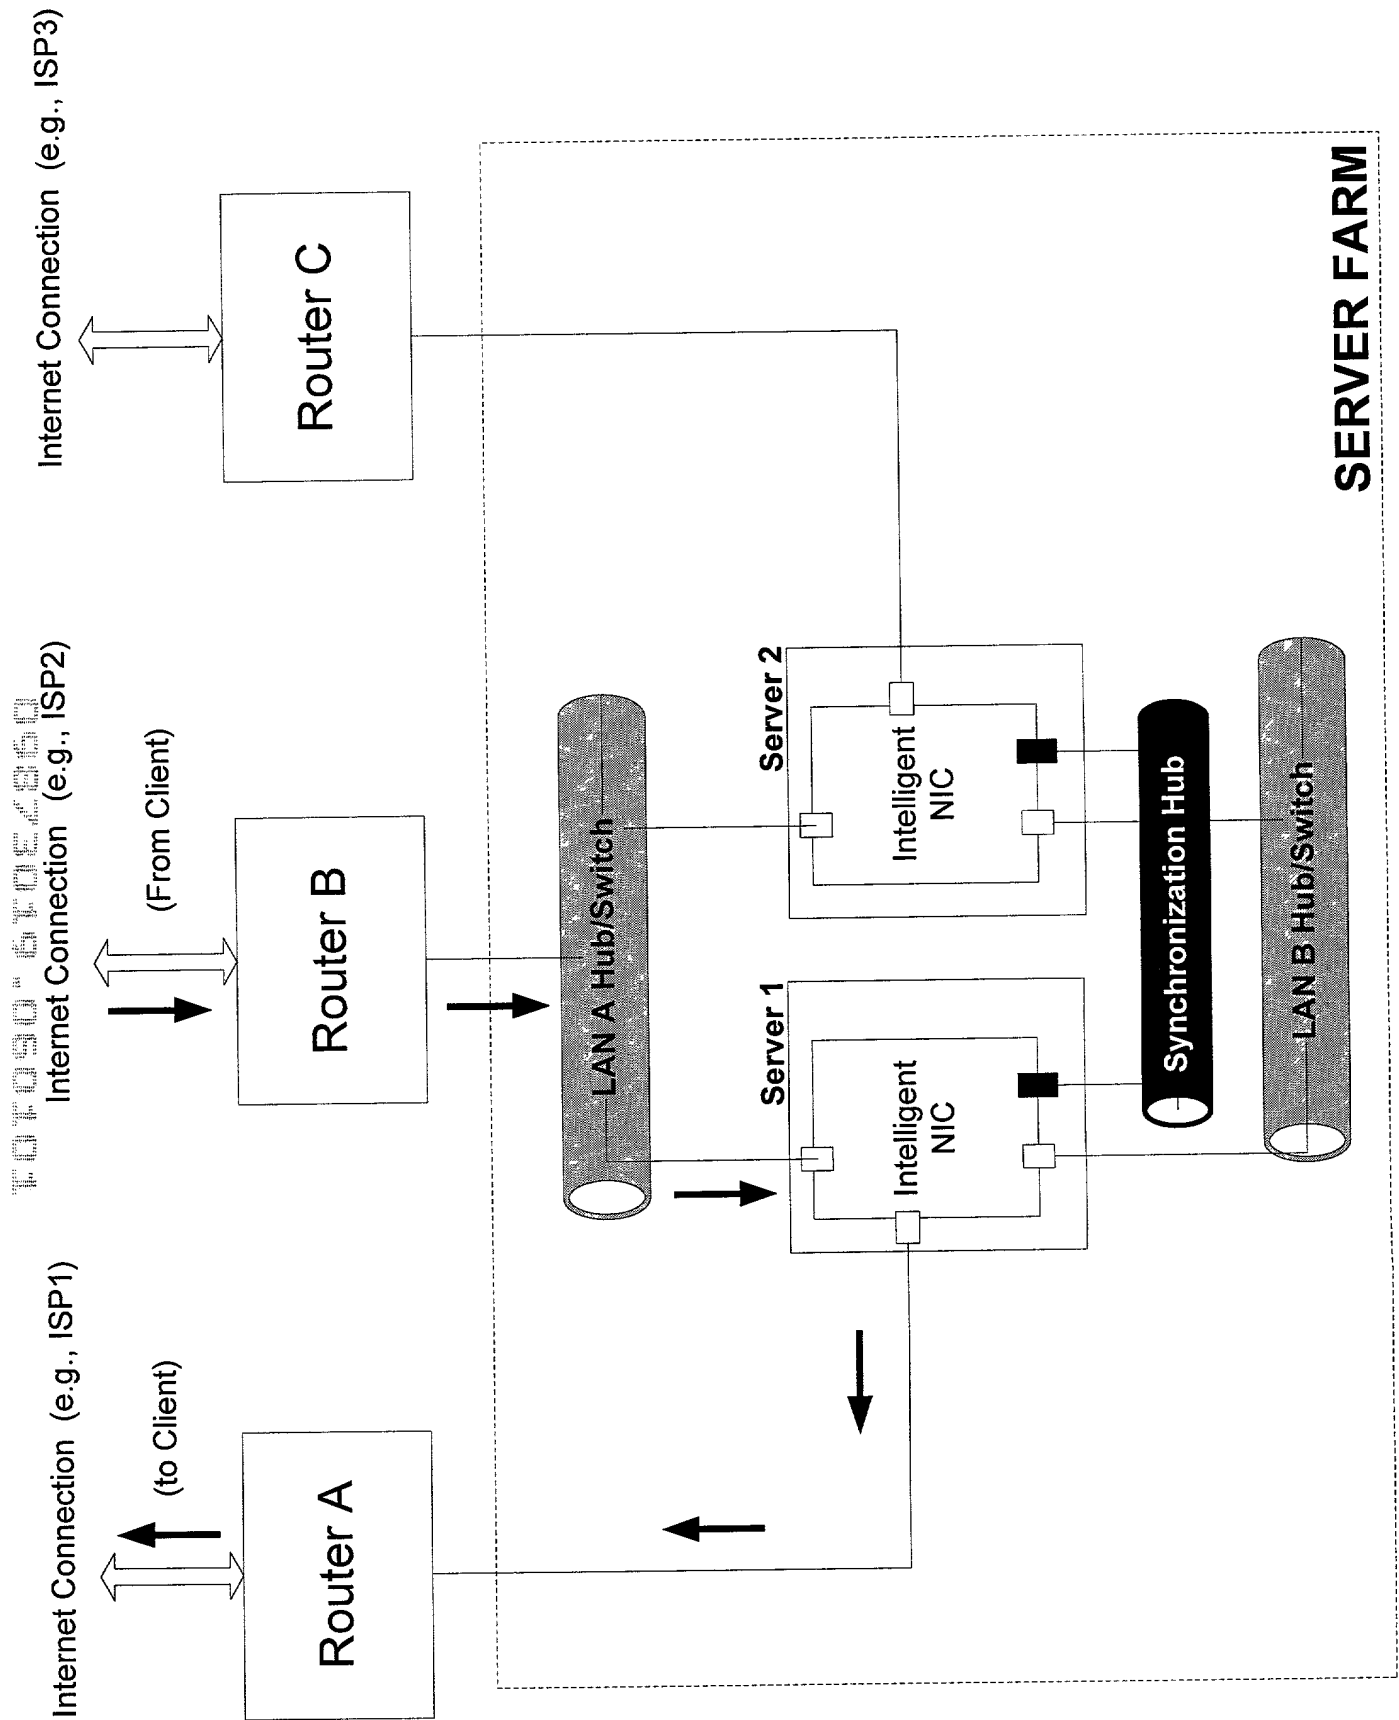 Internet Connection (e.g., ISP1)
(to Client)
Router A
Internet Connection (e.g., ISP2)
(From Client)
Router B
Internet Connection (e.g., ISP3)
Router C
LAN A Hub/Switch
Server 1
Intelligent
NIC
Server 2
Intelligent
NIC
Synchronization Hub
LAN B Hub/Switch
SERVER FARM